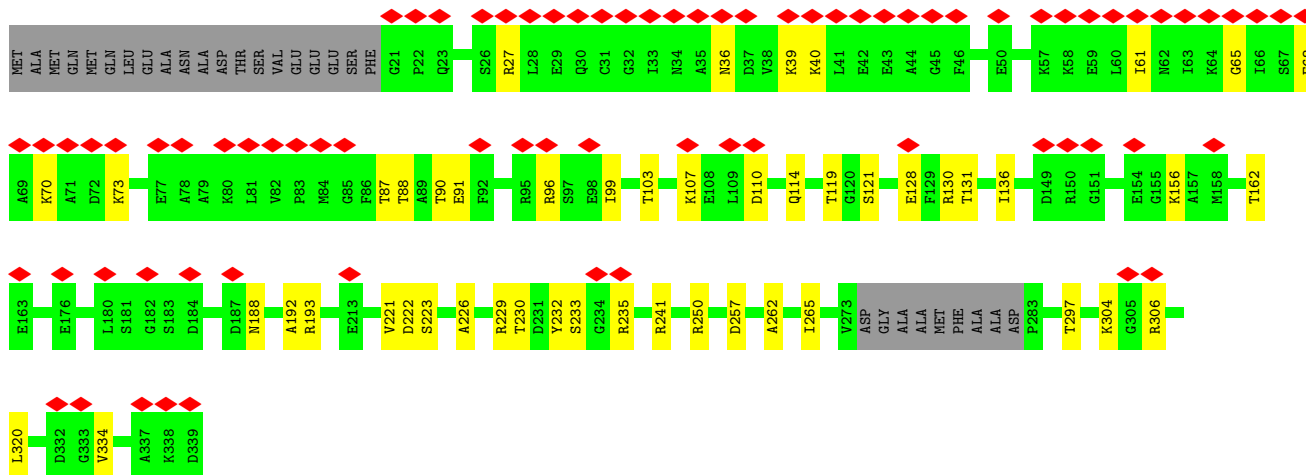 MET ALA MET GLN MET GLN LEU GLU ALA ASN ALA ASP THR SER VAL GLU GLU GLU SER PHE G21 P22 Q23 S26 R27 L28 E29 Q30 C31 G32 I33 N34 A35 N36 D37 V38 K39 K40 L41 E42 E43 A44 G45 F46 E50 K57 K58 E59 L60 I61 N62 I63 K64 G65 I66 S67
A69 K70 A71 D72 K73 E77 A78 A79 K80 L81 V82 P83 M84 G85 F86 T87 T88 A89 T90 E91 F92 R95 R96 S97 E98 I99 T103 K107 E108 L109 D110 Q114 T119 G120 S121 E128 F129 R130 T131 I136 D149 R150 G151 E154 G155 K156 A157 M158 T162
E163 E176 L180 S181 G182 S183 D184 D187 N188 A192 R193 E213 V221 D222 S223 A226 R229 T230 D231 Y232 S233 G234 R235 R241 R250 D257 A262 I265 V273 ASP GLY ALA ALA MET PHE ALA ALA ASP P283 T297 K304 G305 R306
L320 D332 G333 V334 A337 K338 D339